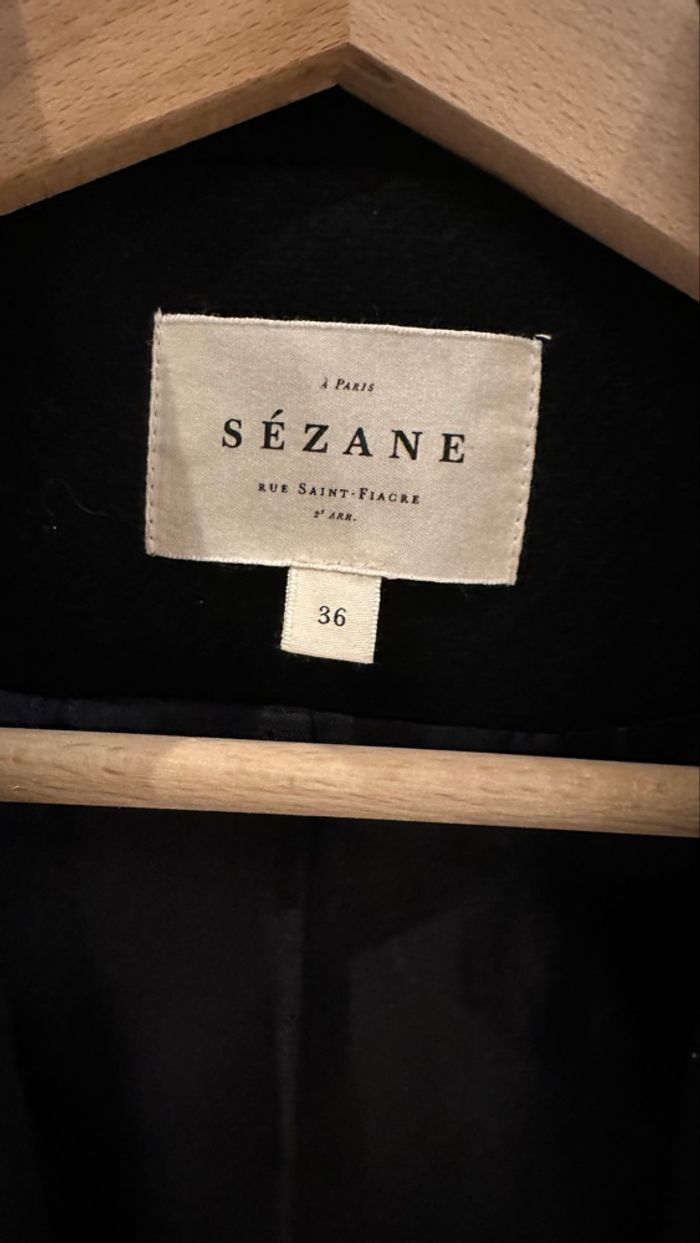 À PARIS
SÉZANE
RUE SAINT-FIACRE
2ᵉ ARR.
36